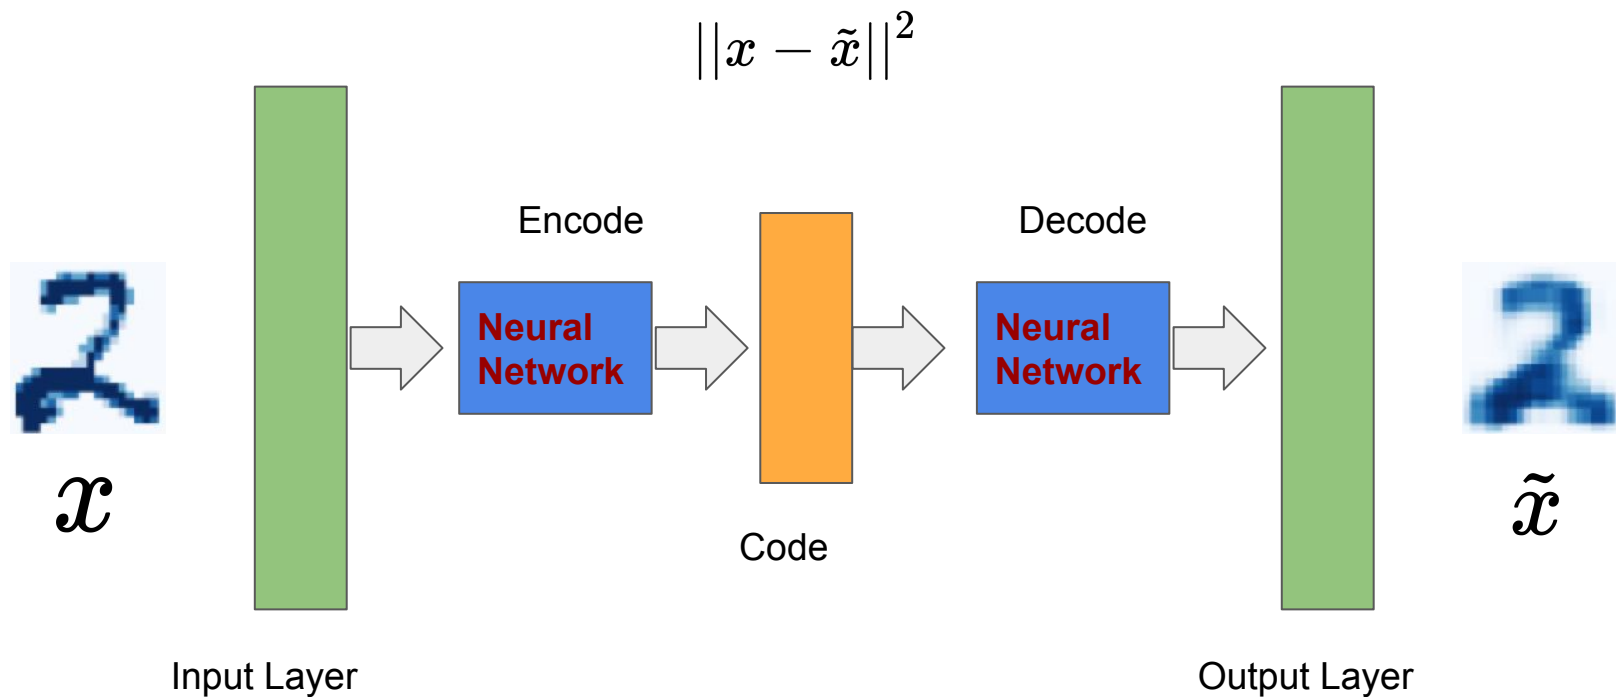 ||x − x̃||²
Encode
Decode
Neural
Network
Neural
Network
x
x̃
Code
Input Layer
Output Layer